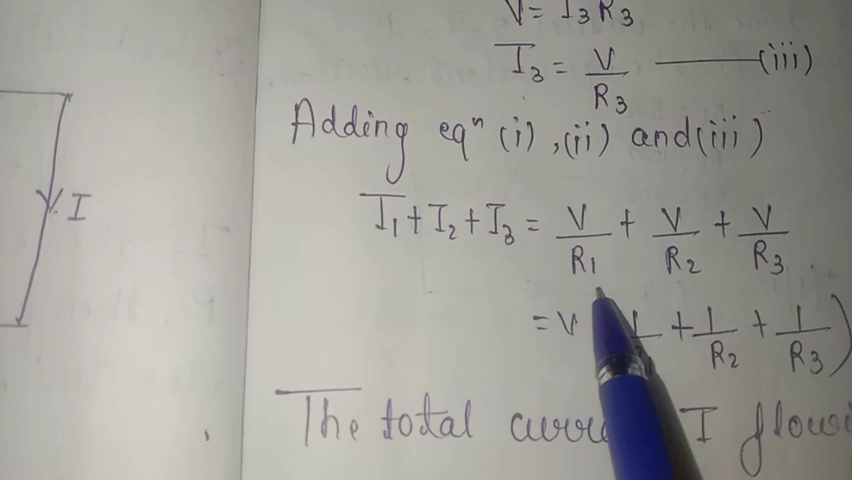 V = I₃R₃
I₃ = V/R₃ ——— (iii)
Adding eqⁿ (i), (ii) and (iii)
I₁ + I₂ + I₃ = V/R₁ + V/R₂ + V/R₃
= V 1/ + 1/R₂ + 1/R₃)
The total I
I